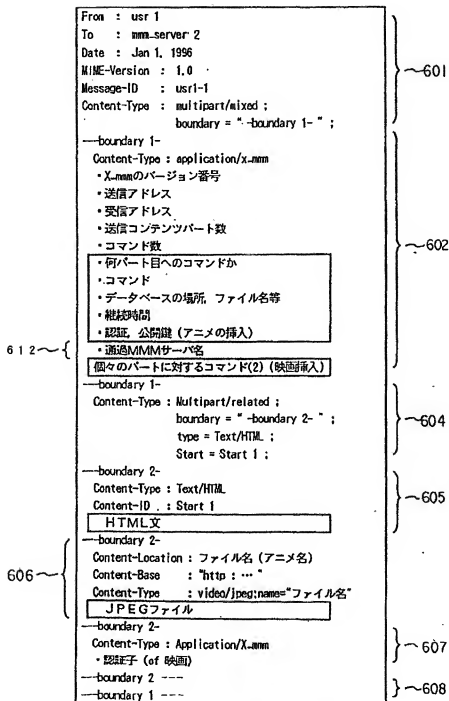 From : usr 1
To : mmm_server 2
Date : Jan 1. 1996
MIME-Version : 1.0
Message-ID : usr1-1
Content-Type : multipart/mixed ;
boundary = "-boundary 1- " ;
601
---boundary 1-
Content-Type : application/x_mmm
・X_mmmのバージョン番号
・送信アドレス
・受信アドレス
・送信コンテンツパート数
・コマンド数
・何パート目へのコマンドか
・コマンド
・データベースの場所, ファイル名等
・継続時間
・認証, 公開鍵 (アニメの挿入)
612
・通過MMMサーバ名
個々のパートに対するコマンド(2) (映画挿入)
602
---boundary 1-
Content-Type : Multipart/related ;
boundary = " -boundary 2- " ;
type = Text/HTML ;
Start = Start 1 ;
604
---boundary 2-
Content-Type : Text/HTML
Content-ID . : Start 1
HTML文
605
---boundary 2-
Content-Location : ファイル名 (アニメ名)
Content-Base : "http : … "
Content-Type : video/jpeg;name="ファイル名"
JPEGファイル
606
---boundary 2-
Content-Type : Application/X_mmm
・認証子 (of 映画)
607
---boundary 2 ---
---boundary 1 ---
608